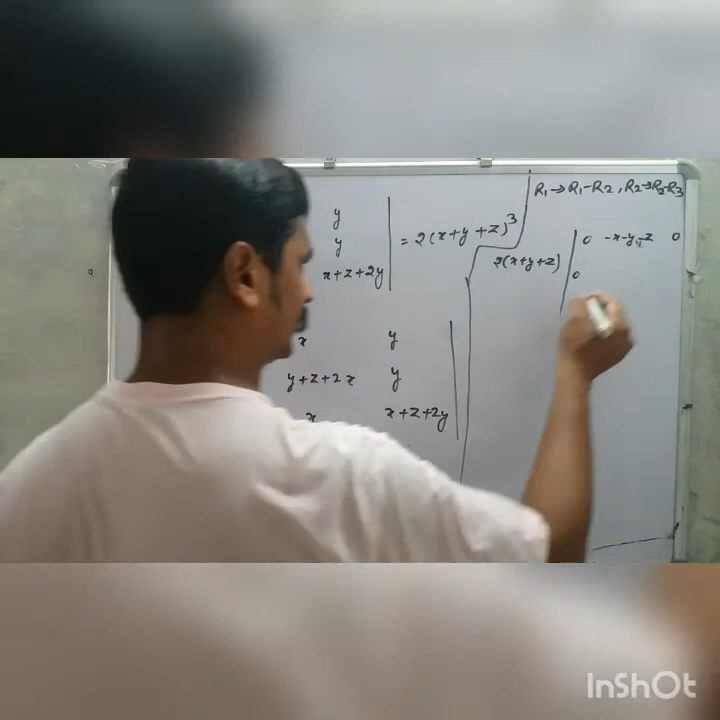 y
y
x+z+2y
= 2(x+y+z)³
x y
y+z+2x y
x x+z+2y
R₁→R₁-R₂, R₂→R₂-R₃
0 -x-y-z 0
2(x+y+z)
0
InShOt